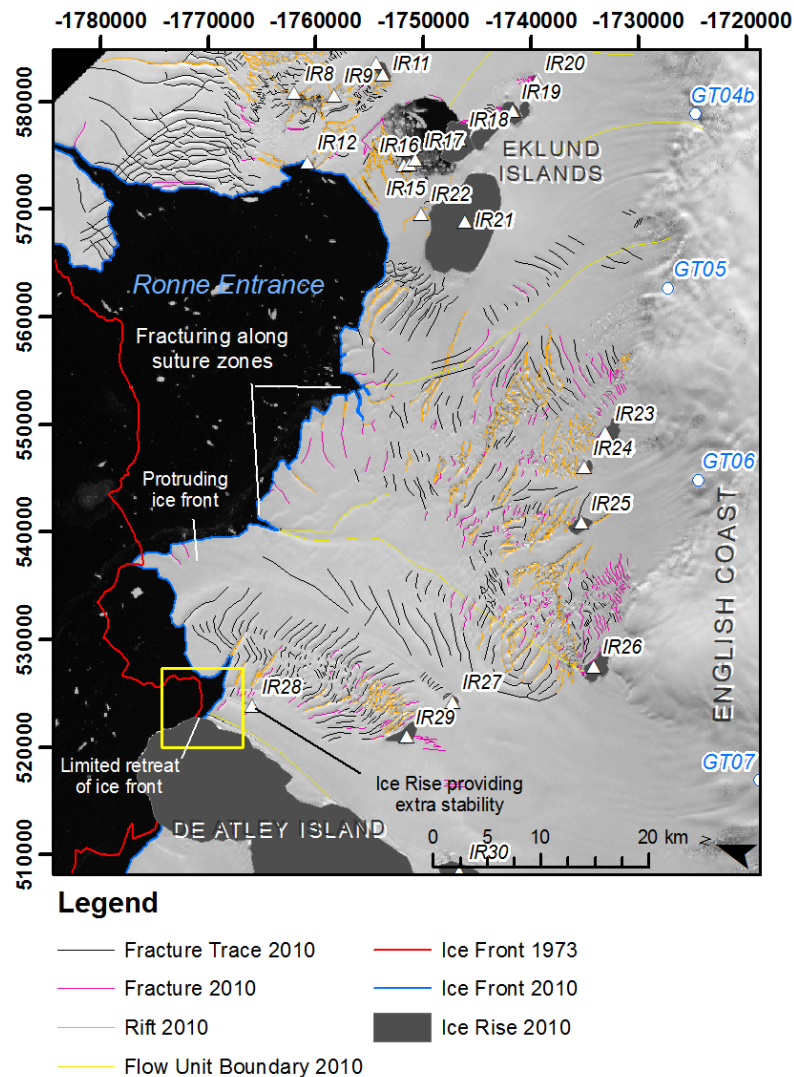 -1780000 -1770000 -1760000 -1750000 -1740000 -1730000 -1720000
580000
570000
560000
550000
540000
530000
520000
510000
IR8
IR9
IR11
IR20
IR19
GT04b
IR12
IR16
IR17
IR18
IR15
EKLUND
ISLANDS
IR22
IR21
Ronne Entrance
GT05
Fracturing along
suture zones
IR23
IR24
GT06
Protruding
ice front
IR25
ENGLISH COAST
IR26
IR28
IR27
IR29
Limited retreat
of ice front
Ice Rise providing
extra stability
GT07
DE ATLEY ISLAND
0 5 10 20 km
N
IR30
Legend
Fracture Trace 2010
Fracture 2010
Rift 2010
Flow Unit Boundary 2010
Ice Front 1973
Ice Front 2010
Ice Rise 2010